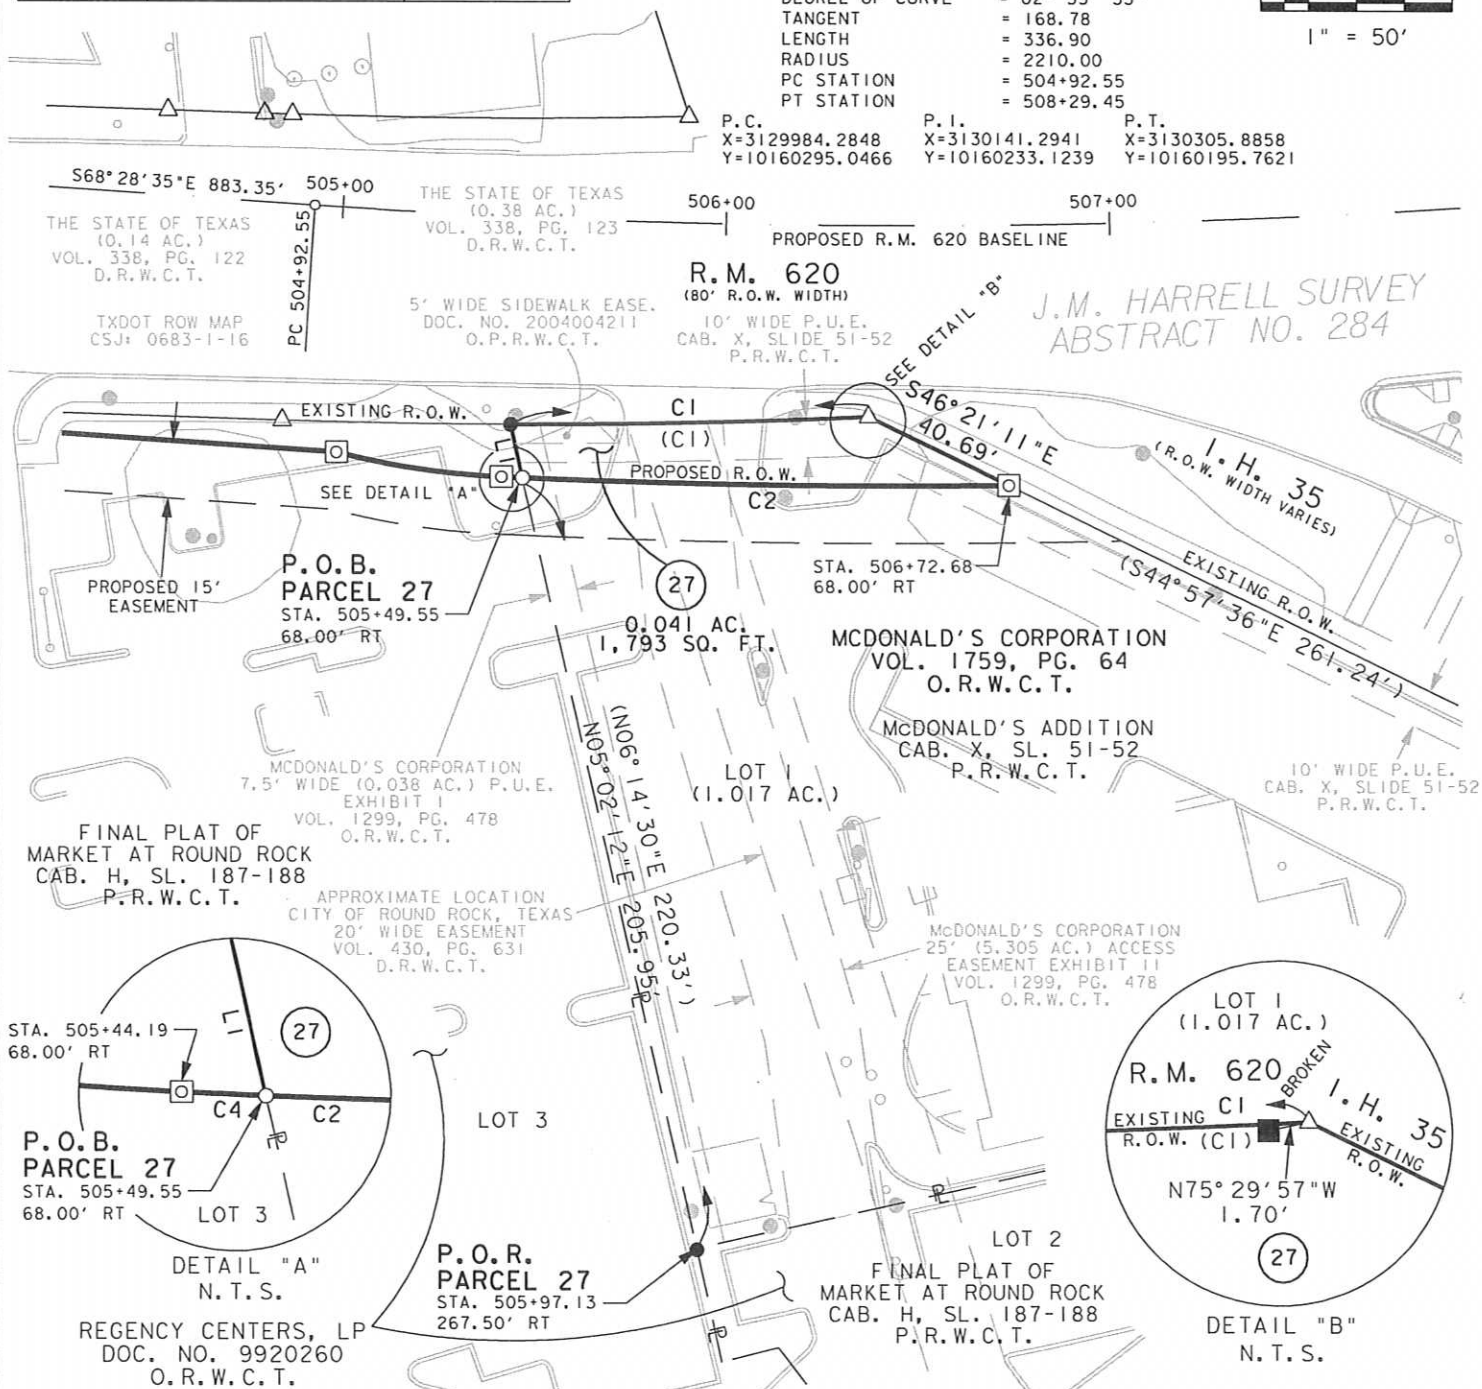 TANGENT = 168.78
LENGTH = 336.90
RADIUS = 2210.00
PC STATION = 504+92.55
PT STATION = 508+29.45
1" = 50'
P.C. P.I. P.T.
X=3129984.2848 X=3130141.2941 X=3130305.8858
Y=10160295.0466 Y=10160233.1239 Y=10160195.7621
S68°28'35"E 883.35' 505+00
506+00
507+00
THE STATE OF TEXAS
(0.14 AC.)
VOL. 338, PG. 122
D.R.W.C.T.
TXDOT ROW MAP
CSJ: 0683-1-16
PC 504+92.55
THE STATE OF TEXAS
(0.38 AC.)
VOL. 338, PG. 123
D.R.W.C.T.
PROPOSED R.M. 620 BASELINE
R.M. 620
(80' R.O.W. WIDTH)
5' WIDE SIDEWALK EASE.
DOC. NO. 2004004211
O.P.R.W.C.T.
10' WIDE P.U.E.
CAB. X, SLIDE 51-52
P.R.W.C.T.
SEE DETAIL "B"
J.M. HARRELL SURVEY
ABSTRACT NO. 284
EXISTING R.O.W.
C1
(C1)
S46°21'11"E
40.69'
I.H. 35
(R.O.W. WIDTH VARIES)
L1
PROPOSED R.O.W.
C2
SEE DETAIL "A"
EXISTING R.O.W.
(S44°57'36"E 261.24')
PROPOSED 15'
EASEMENT
P.O.B.
PARCEL 27
STA. 505+49.55
68.00' RT
27
0.041 AC.
1,793 SQ. FT.
STA. 506+72.68
68.00' RT
MCDONALD'S CORPORATION
VOL. 1759, PG. 64
O.R.W.C.T.
McDONALD'S ADDITION
CAB. X, SL. 51-52
P.R.W.C.T.
10' WIDE P.U.E.
CAB. X, SLIDE 51-52
P.R.W.C.T.
LOT 1
(1.017 AC.)
(N06°14'30"E 220.33')
N05°02'12"E 205.95'
MCDONALD'S CORPORATION
7.5' WIDE (0.038 AC.) P.U.E.
EXHIBIT I
VOL. 1299, PG. 478
O.R.W.C.T.
FINAL PLAT OF
MARKET AT ROUND ROCK
CAB. H, SL. 187-188
P.R.W.C.T.
APPROXIMATE LOCATION
CITY OF ROUND ROCK, TEXAS
20' WIDE EASEMENT
VOL. 430, PG. 631
D.R.W.C.T.
McDONALD'S CORPORATION
25' (5.305 AC.) ACCESS
EASEMENT EXHIBIT II
VOL. 1299, PG. 478
O.R.W.C.T.
STA. 505+44.19
68.00' RT
L1
27
C4
C2
P.O.B.
PARCEL 27
STA. 505+49.55
68.00' RT
PL
LOT 3
DETAIL "A"
N.T.S.
LOT 3
PL
PL
P.O.R.
PARCEL 27
STA. 505+97.13
267.50' RT
PL
REGENCY CENTERS, LP
DOC. NO. 9920260
O.R.W.C.T.
LOT 2
FINAL PLAT OF
MARKET AT ROUND ROCK
CAB. H, SL. 187-188
P.R.W.C.T.
LOT 1
(1.017 AC.)
R.M. 620
BROKEN
I.H. 35
EXISTING
R.O.W.
C1
(C1)
EXISTING
R.O.W.
N75°29'57"W
1.70'
27
DETAIL "B"
N.T.S.